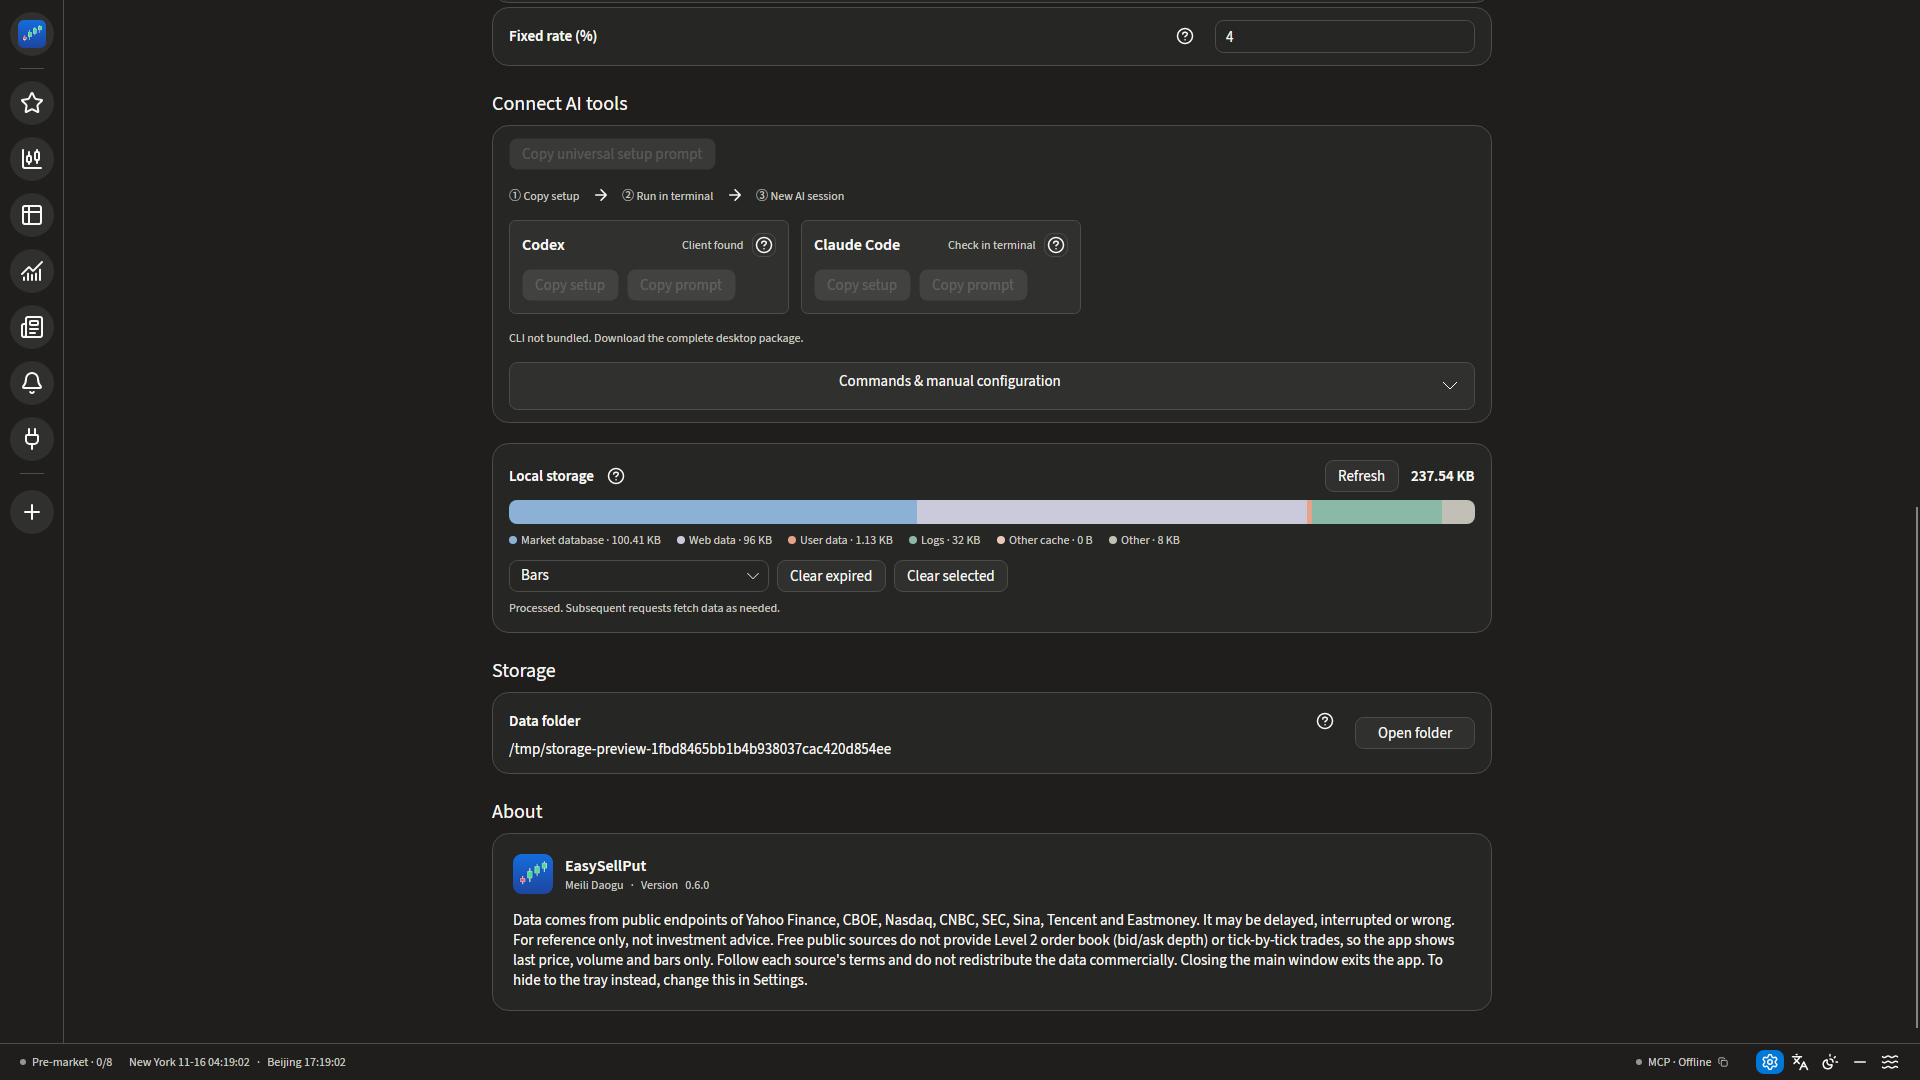 Fixed rate (%)
4
Connect AI tools
Copy universal setup prompt
① Copy setup → ② Run in terminal → ③ New AI session
Codex Client found
Claude Code Check in terminal
Copy setup Copy prompt
Copy setup Copy prompt
CLI not bundled. Download the complete desktop package.
Commands & manual configuration
Local storage Refresh 237.54 KB
Market database · 100.41 KB Web data · 96 KB User data · 1.13 KB Logs · 32 KB Other cache · 0 B Other · 8 KB
Bars Clear expired Clear selected
Processed. Subsequent requests fetch data as needed.
Storage
Data folder
/tmp/storage-preview-1fbd8465bb1b4b938037cac420d854ee
Open folder
About
EasySellPut
Meili Daogu · Version 0.6.0
Data comes from public endpoints of Yahoo Finance, CBOE, Nasdaq, CNBC, SEC, Sina, Tencent and Eastmoney. It may be delayed, interrupted or wrong.
For reference only, not investment advice. Free public sources do not provide Level 2 order book (bid/ask depth) or tick-by-tick trades, so the app shows
last price, volume and bars only. Follow each source's terms and do not redistribute the data commercially. Closing the main window exits the app. To
hide to the tray instead, change this in Settings.
Pre-market · 0/8 New York 11-16 04:19:02 · Beijing 17:19:02
MCP · Offline